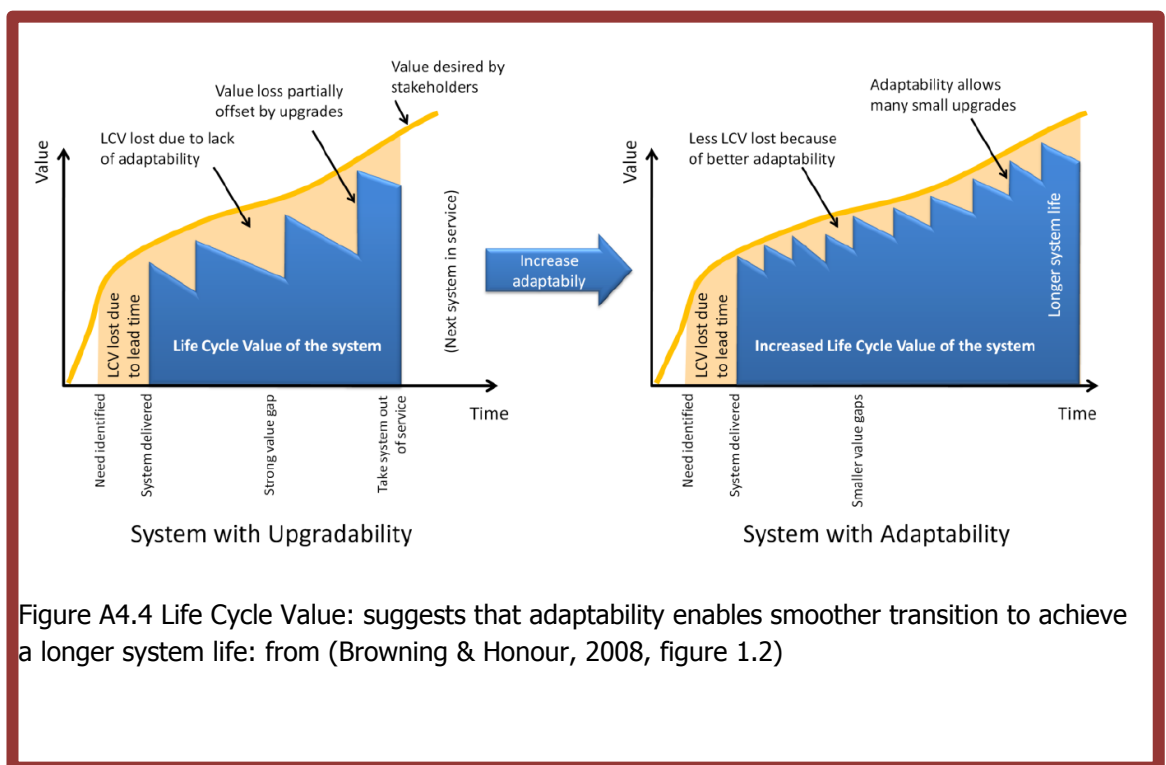 Value
LCV lost due to lack
of adaptability
Value loss partially
offset by upgrades
Value desired by
stakeholders
LCV lost due
to lead time
Life Cycle Value of the system
(Next system in service)
Time
Need identified
System delivered
Strong value gap
Take system out
of service
System with Upgradability
Increase
adaptabily
Value
Less LCV lost because
of better adaptability
Adaptability allows
many small upgrades
LCV lost due
to lead time
Increased Life Cycle Value of the system
Longer system life
Time
Need identified
System delivered
Smaller value gaps
System with Adaptability
Figure A4.4 Life Cycle Value: suggests that adaptability enables smoother transition to achieve
a longer system life: from (Browning & Honour, 2008, figure 1.2)